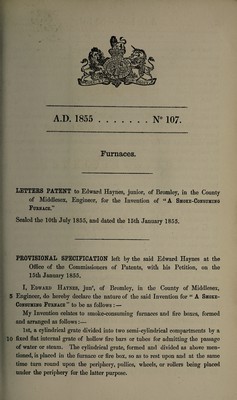 A.D. 1855 . . . . . . . Nº 107.
Furnaces.
LETTERS PATENT to Edward Haynes, junior, of Bromley, in the County
of Middlesex, Engineer, for the Invention of "A SMOKE-CONSUMING
FURNACE."
Sealed the 10th July 1855, and dated the 15th January 1855.
PROVISIONAL SPECIFICATION left by the said Edward Haynes at the
Office of the Commissioners of Patents, with his Petition, on the
15th January 1855.
I, EDWARD HAYNES, junr, of Bromley, in the County of Middlesex,
5 Engineer, do hereby declare the nature of the said Invention for "A SMOKE-
CONSUMING FURNACE" to be as follows:—
My Invention relates to smoke-consuming furnaces and fire boxes, formed
and arranged as follows:—
1st, a cylindrical grate divided into two semi-cylindrical compartments by a
10 fixed flat internal grate of hollow fire bars or tubes for admitting the passage
of water or steam. The cylindrical grate, formed and divided as above men-
tioned, is placed in the furnace or fire box, so as to rest upon and at the same
time turn round upon the periphery, pullies, wheels, or rollers being placed
under the periphery for the latter purpose.